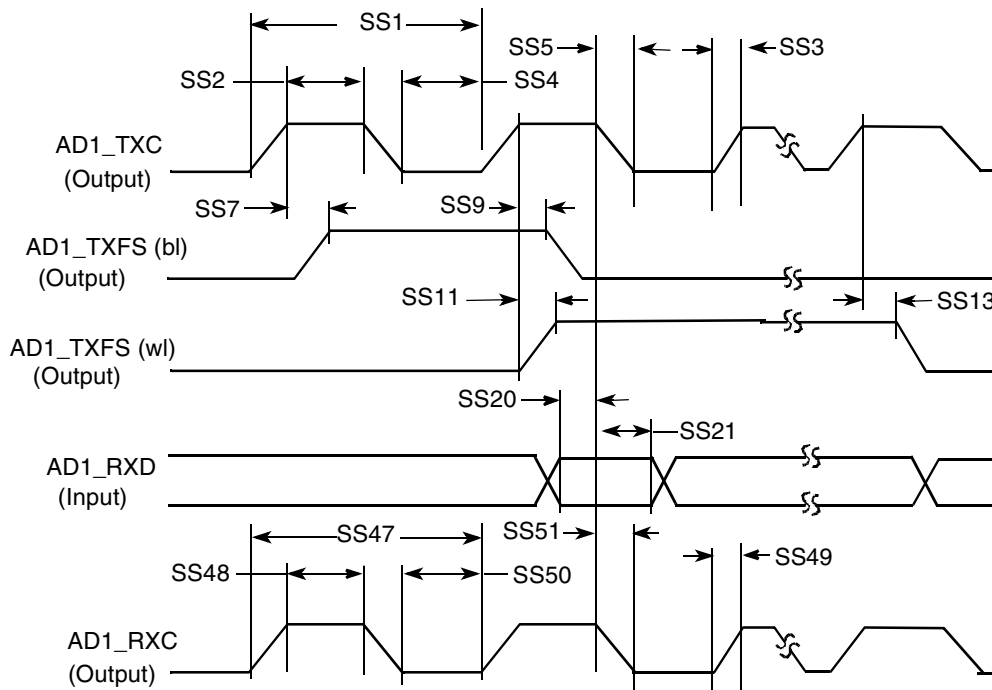 SS1
SS5
SS3
SS2
SS4
AD1_TXC
(Output)
SS7
SS9
AD1_TXFS (bl)
(Output)
SS11
SS13
AD1_TXFS (wl)
(Output)
SS20
SS21
AD1_RXD
(Input)
SS47
SS51
SS49
SS48
SS50
AD1_RXC
(Output)